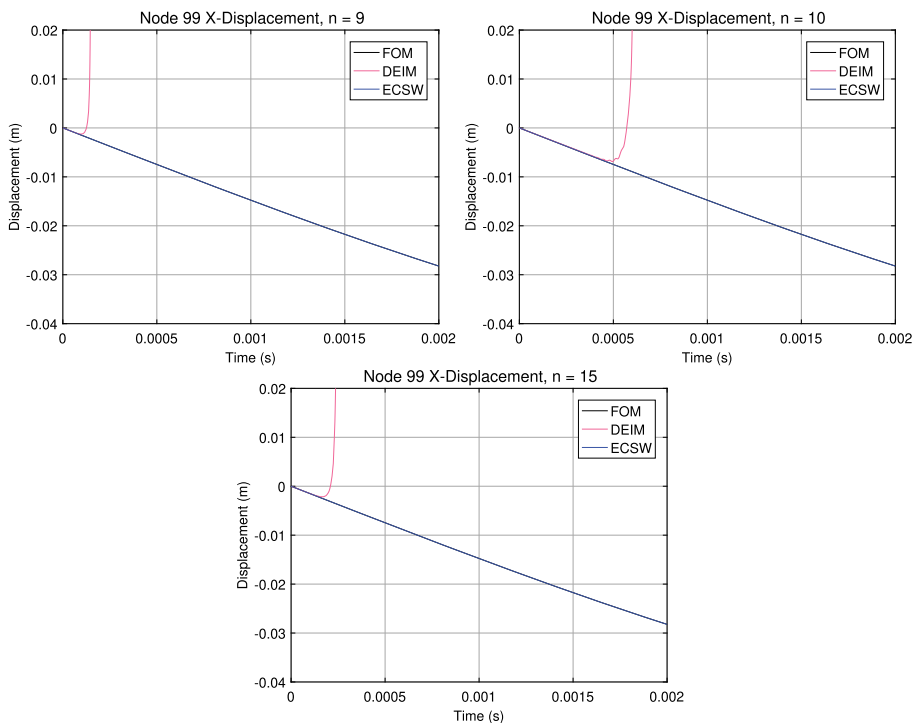 Node 99 X-Displacement, n = 9
0.02
0.01
0
-0.01
-0.02
-0.03
-0.04
Displacement (m)
0
0.0005
0.001
0.0015
0.002
Time (s)
FOM
DEIM
ECSW
Node 99 X-Displacement, n = 10
0.02
0.01
0
-0.01
-0.02
-0.03
-0.04
Displacement (m)
0
0.0005
0.001
0.0015
0.002
Time (s)
FOM
DEIM
ECSW
Node 99 X-Displacement, n = 15
0.02
0.01
0
-0.01
-0.02
-0.03
-0.04
Displacement (m)
0
0.0005
0.001
0.0015
0.002
Time (s)
FOM
DEIM
ECSW